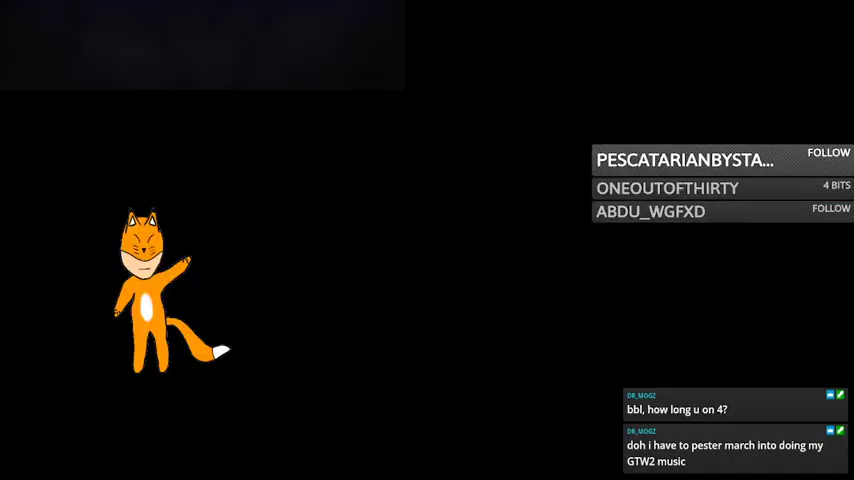 PESCATARIANBYSTA... FOLLOW
ONEOUTOFTHIRTY 4 BITS
ABDU_WGFXD FOLLOW
DR_MOGZ
bbl, how long u on 4?
DR_MOGZ
doh i have to pester march into doing my
GTW2 music